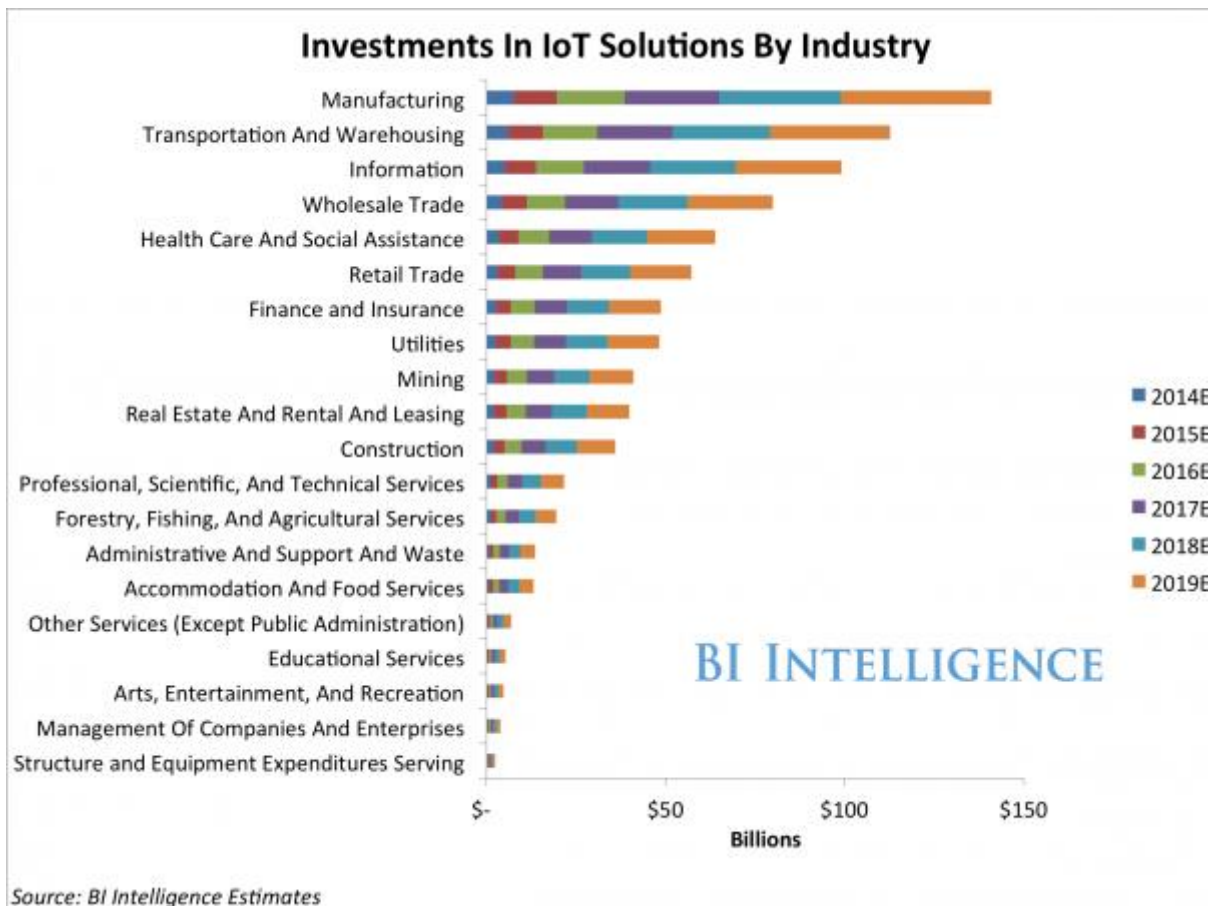 Investments In IoT Solutions By Industry
Manufacturing
Transportation And Warehousing
Information
Wholesale Trade
Health Care And Social Assistance
Retail Trade
Finance and Insurance
Utilities
Mining
Real Estate And Rental And Leasing
Construction
Professional, Scientific, And Technical Services
Forestry, Fishing, And Agricultural Services
Administrative And Support And Waste
Accommodation And Food Services
Other Services (Except Public Administration)
Educational Services
Arts, Entertainment, And Recreation
Management Of Companies And Enterprises
Structure and Equipment Expenditures Serving
$- $50 $100 $150
Billions
2014E
2015E
2016E
2017E
2018E
2019E
BI INTELLIGENCE
Source: BI Intelligence Estimates